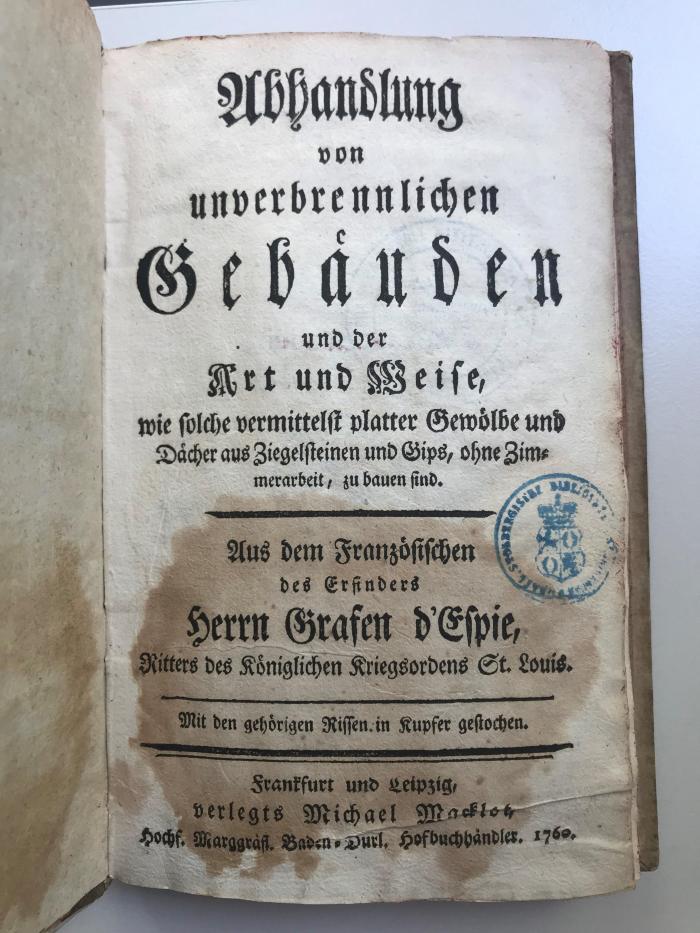 Abhandlung
von
unverbrennlichen
Gebåuden
und der
Art und Weise,
wie solche vermittelst platter Gewölbe und
Dåcher aus Ziegelsteinen und Gips, ohne Zim-
merarbeit, zu bauen sind.
Aus dem Französischen
des Erfinders
Herrn Grafen d'Espie,
Ritters des Königlichen Kriegsordens St. Louis.
Mit den gehörigen Rissen in Kupfer gestochen.
Frankfurt und Leipzig,
verlegts Michael Macklot,
Hochf. Marggräfl. Baden-Durl. Hofbuchhändler. 1760.